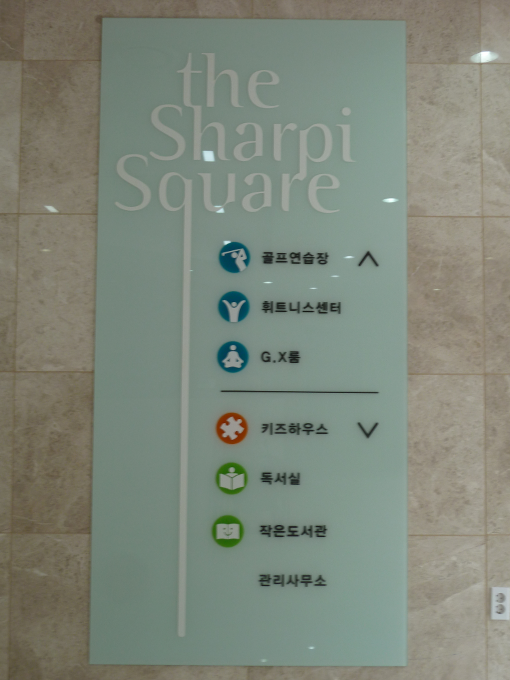 the
Sharpi
Square
골프연습장
휘트니스센터
G.X룸
키즈하우스
독서실
작은도서관
관리사무소